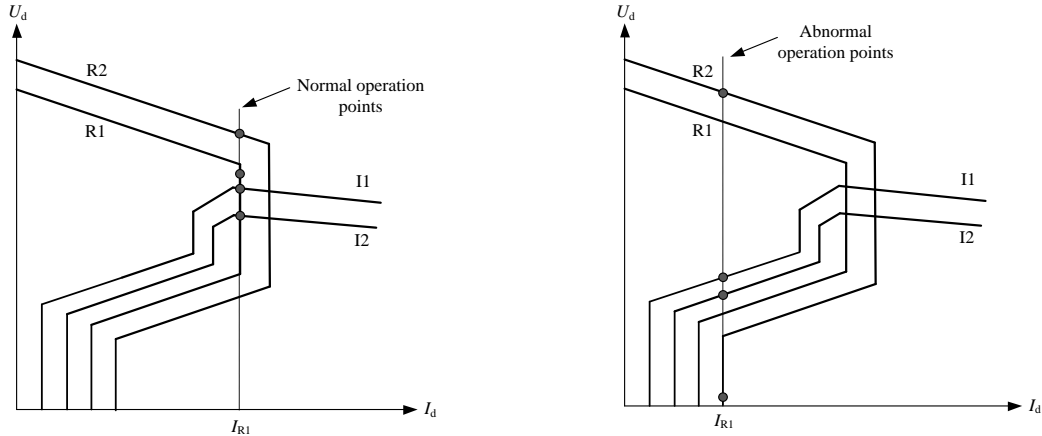 U_d
R2
Normal operation
points
R1
I1
I2
I_d
I_R1
U_d
Abnormal
operation points
R2
R1
I1
I2
I_d
I_R1